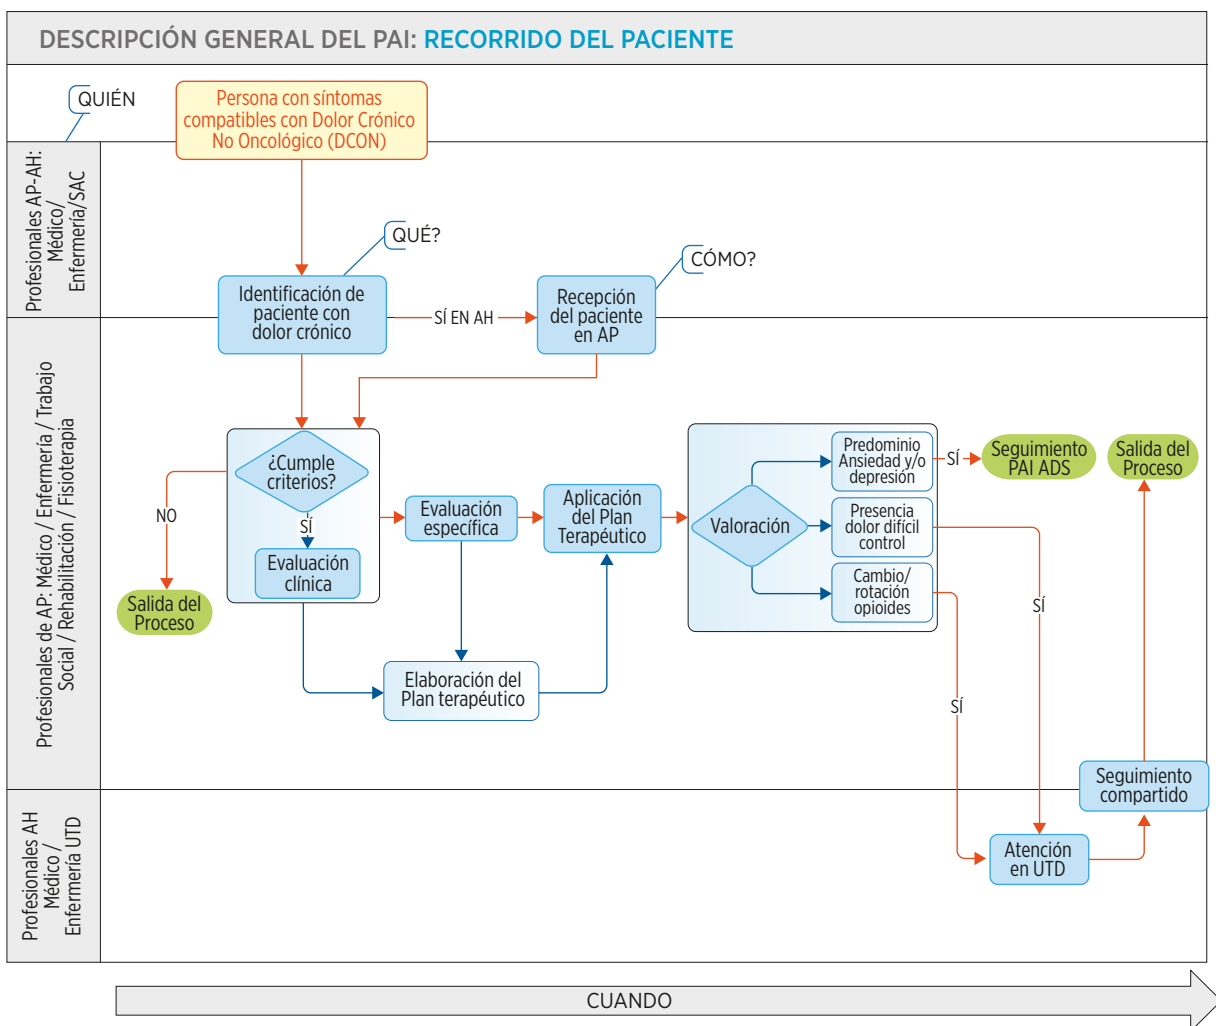 DESCRIPCIÓN GENERAL DEL PAI: RECORRIDO DEL PACIENTE
QUIÉN
Persona con síntomas
compatibles con Dolor Crónico
No Oncológico (DCON)
Profesionales AP-AH:
Médico/
Enfermería/SAC
QUÉ?
CÓMO?
Identificación de
paciente con
dolor crónico
SÍ EN AH
Recepción
del paciente
en AP
Profesionales de AP: Médico / Enfermería / Trabajo
Social / Rehabilitación / Fisioterapia
¿Cumple
criterios?
NO
SÍ
Evaluación
clínica
Salida del
Proceso
Evaluación
específica
Aplicación
del Plan
Terapéutico
Elaboración del
Plan terapéutico
Valoración
Predominio
Ansiedad y/o
depresión
SÍ
Seguimiento
PAI ADS
Salida del
Proceso
Presencia
dolor difícil
control
Cambio/
rotación
opioides
SÍ
SÍ
Seguimiento
compartido
Profesionales AH
Médico /
Enfermería UTD
Atención
en UTD
CUANDO